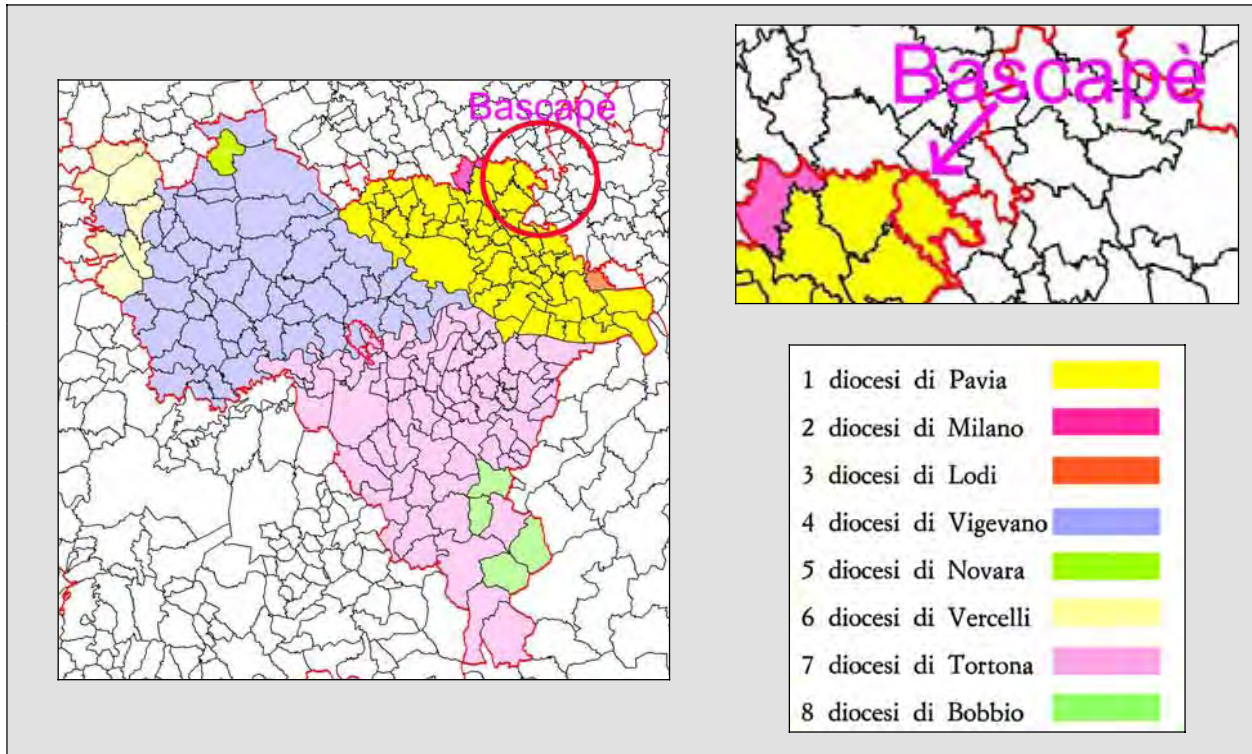 Bascapè
Bascapè
1 diocesi di Pavia
2 diocesi di Milano
3 diocesi di Lodi
4 diocesi di Vigevano
5 diocesi di Novara
6 diocesi di Vercelli
7 diocesi di Tortona
8 diocesi di Bobbio